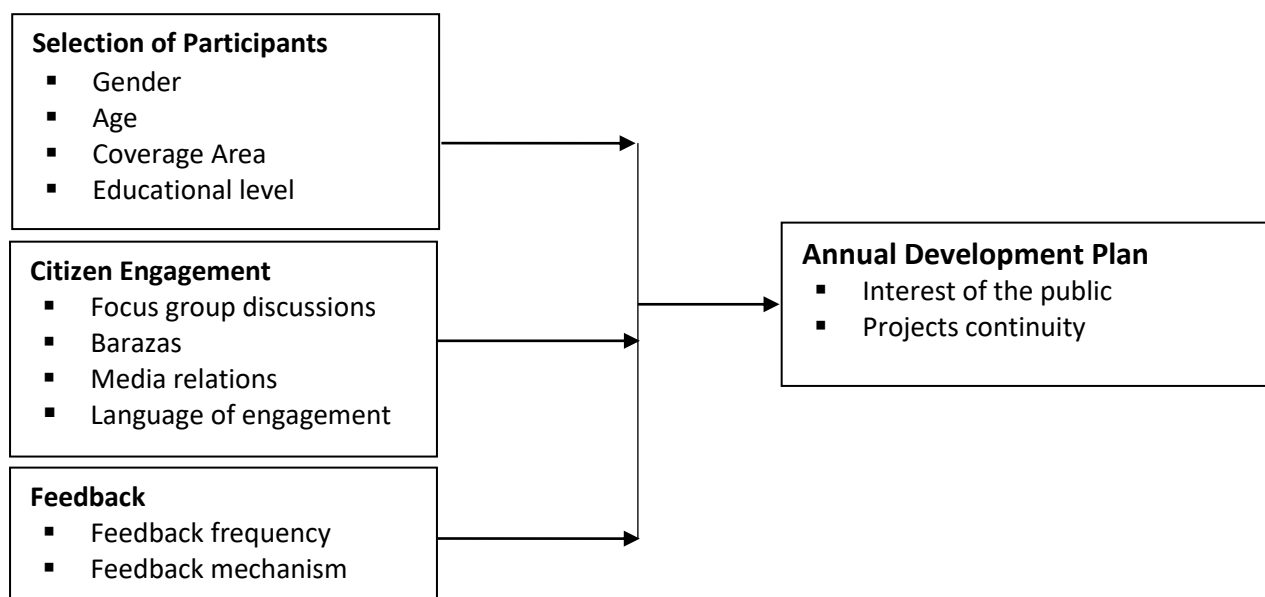 Selection of Participants
▪ Gender
▪ Age
▪ Coverage Area
▪ Educational level
Citizen Engagement
▪ Focus group discussions
▪ Barazas
▪ Media relations
▪ Language of engagement
Feedback
▪ Feedback frequency
▪ Feedback mechanism
Annual Development Plan
▪ Interest of the public
▪ Projects continuity